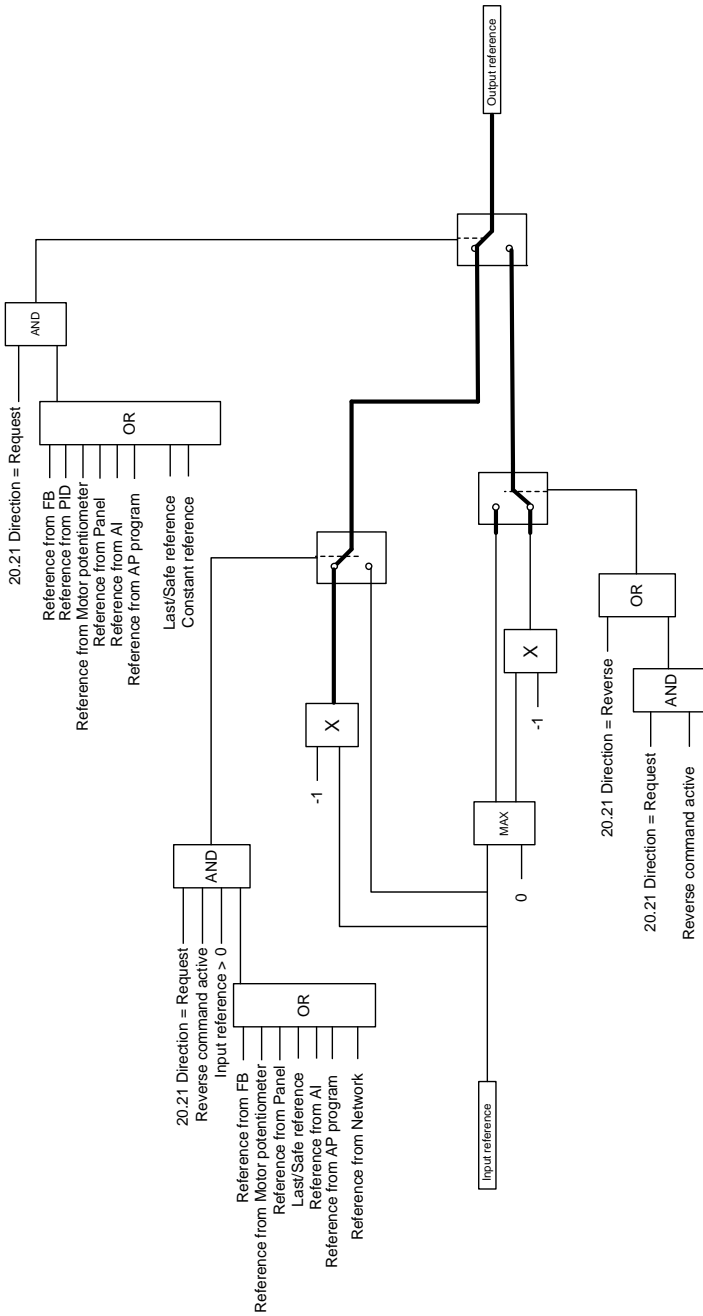 20.21 Direction = Request
Reference from FB
Reference from PID
Reference from Motor potentiometer
Reference from Panel
Reference from AI
Reference from AP program
Last/Safe reference
Constant reference
OR
AND
20.21 Direction = Request
Reverse command active
Input reference > 0
Reference from FB
Reference from Motor potentiometer
Reference from Panel
Last/Safe reference
Reference from AI
Reference from AP program
Reference from Network
OR
AND
-1
X
Input reference
0
MAX
-1
X
20.21 Direction = Reverse
20.21 Direction = Request
Reverse command active
AND
OR
Output reference